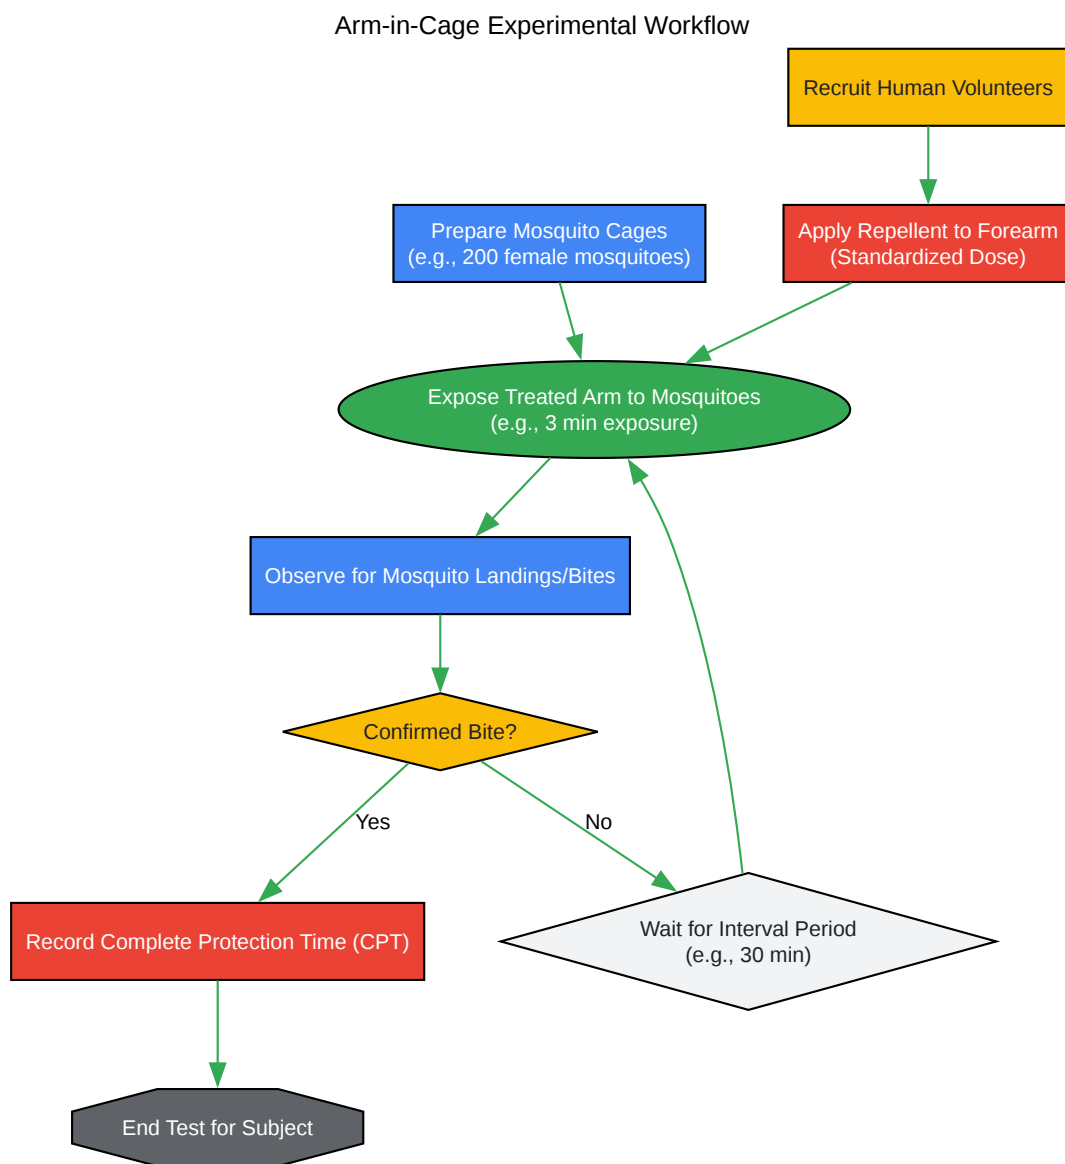 Arm-in-Cage Experimental Workflow
Recruit Human Volunteers
Prepare Mosquito Cages
(e.g., 200 female mosquitoes)
Apply Repellent to Forearm
(Standardized Dose)
Expose Treated Arm to Mosquitoes
(e.g., 3 min exposure)
Observe for Mosquito Landings/Bites
Confirmed Bite?
Yes
No
Record Complete Protection Time (CPT)
Wait for Interval Period
(e.g., 30 min)
End Test for Subject